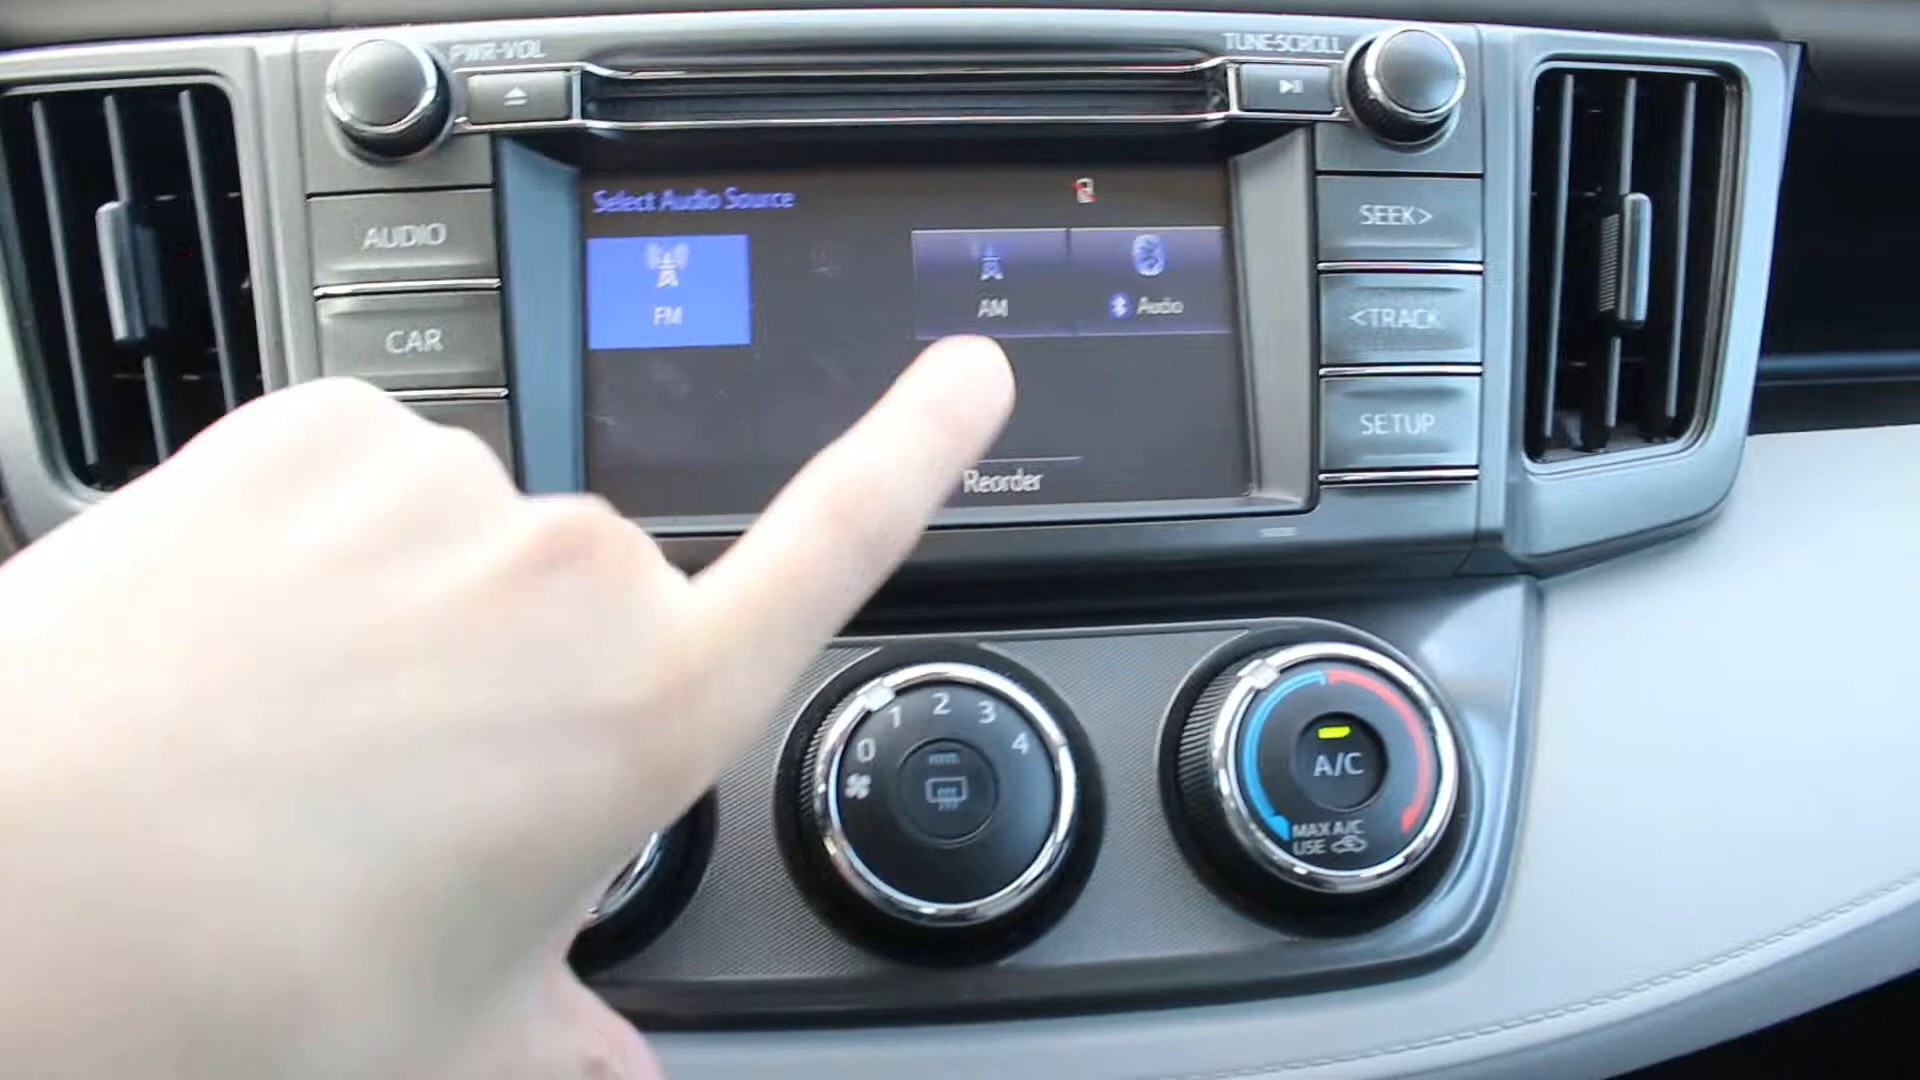 PWR·VOL
TUNE·SCROLL
AUDIO
CAR
Select Audio Source
FM
AM
Audio
Reorder
SEEK>
<TRACK
SETUP
0 1 2 3 4
A/C
MAX A/C
USE